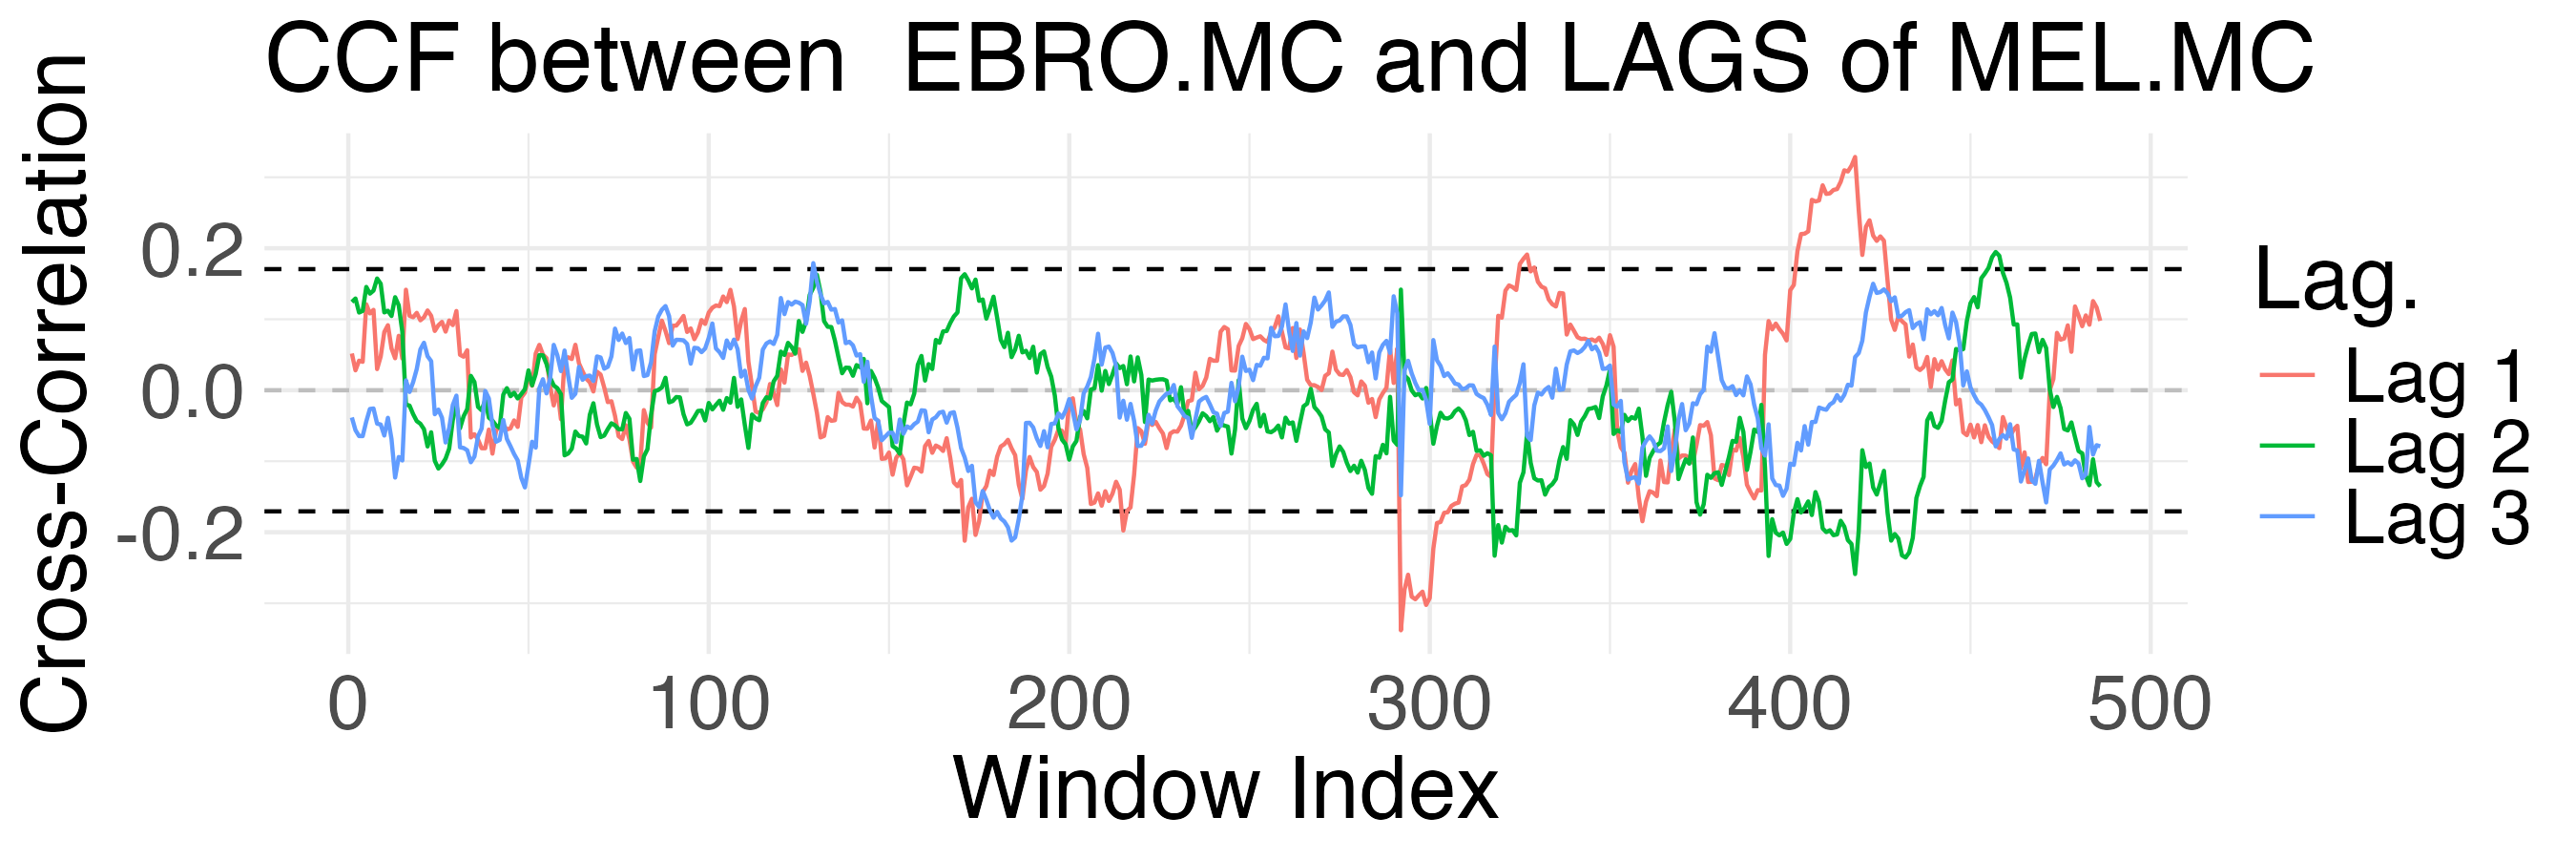 CCF between  EBRO.MC and LAGS of MEL.MC
Cross-Correlation
0.2
0.0
-0.2
0 100 200 300 400 500
Window Index
Lag.
Lag 1
Lag 2
Lag 3